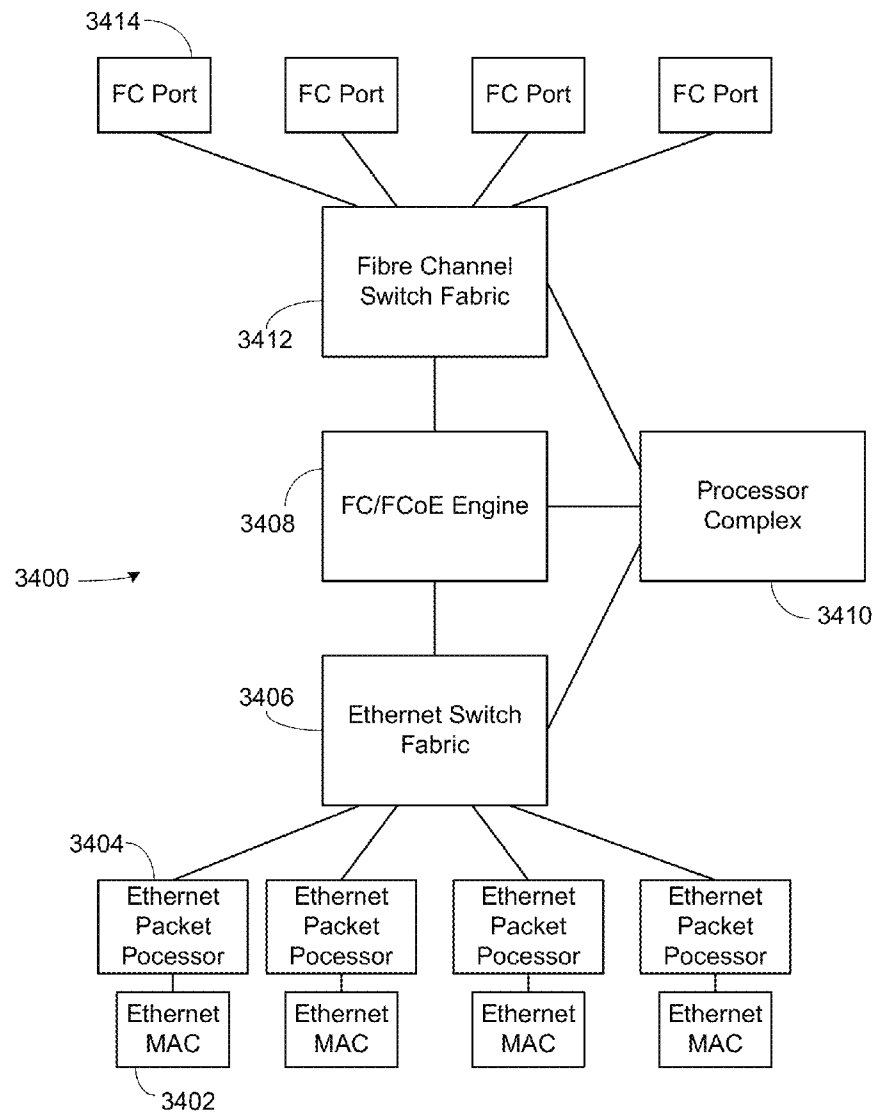 3414
FC Port
FC Port
FC Port
FC Port
Fibre Channel
Switch Fabric
3412
FC/FCoE Engine
3408
Processor
Complex
3410
3400
3406
Ethernet Switch
Fabric
3404
Ethernet
Packet
Pocessor
Ethernet
Packet
Pocessor
Ethernet
Packet
Pocessor
Ethernet
Packet
Pocessor
Ethernet
MAC
Ethernet
MAC
Ethernet
MAC
Ethernet
MAC
3402